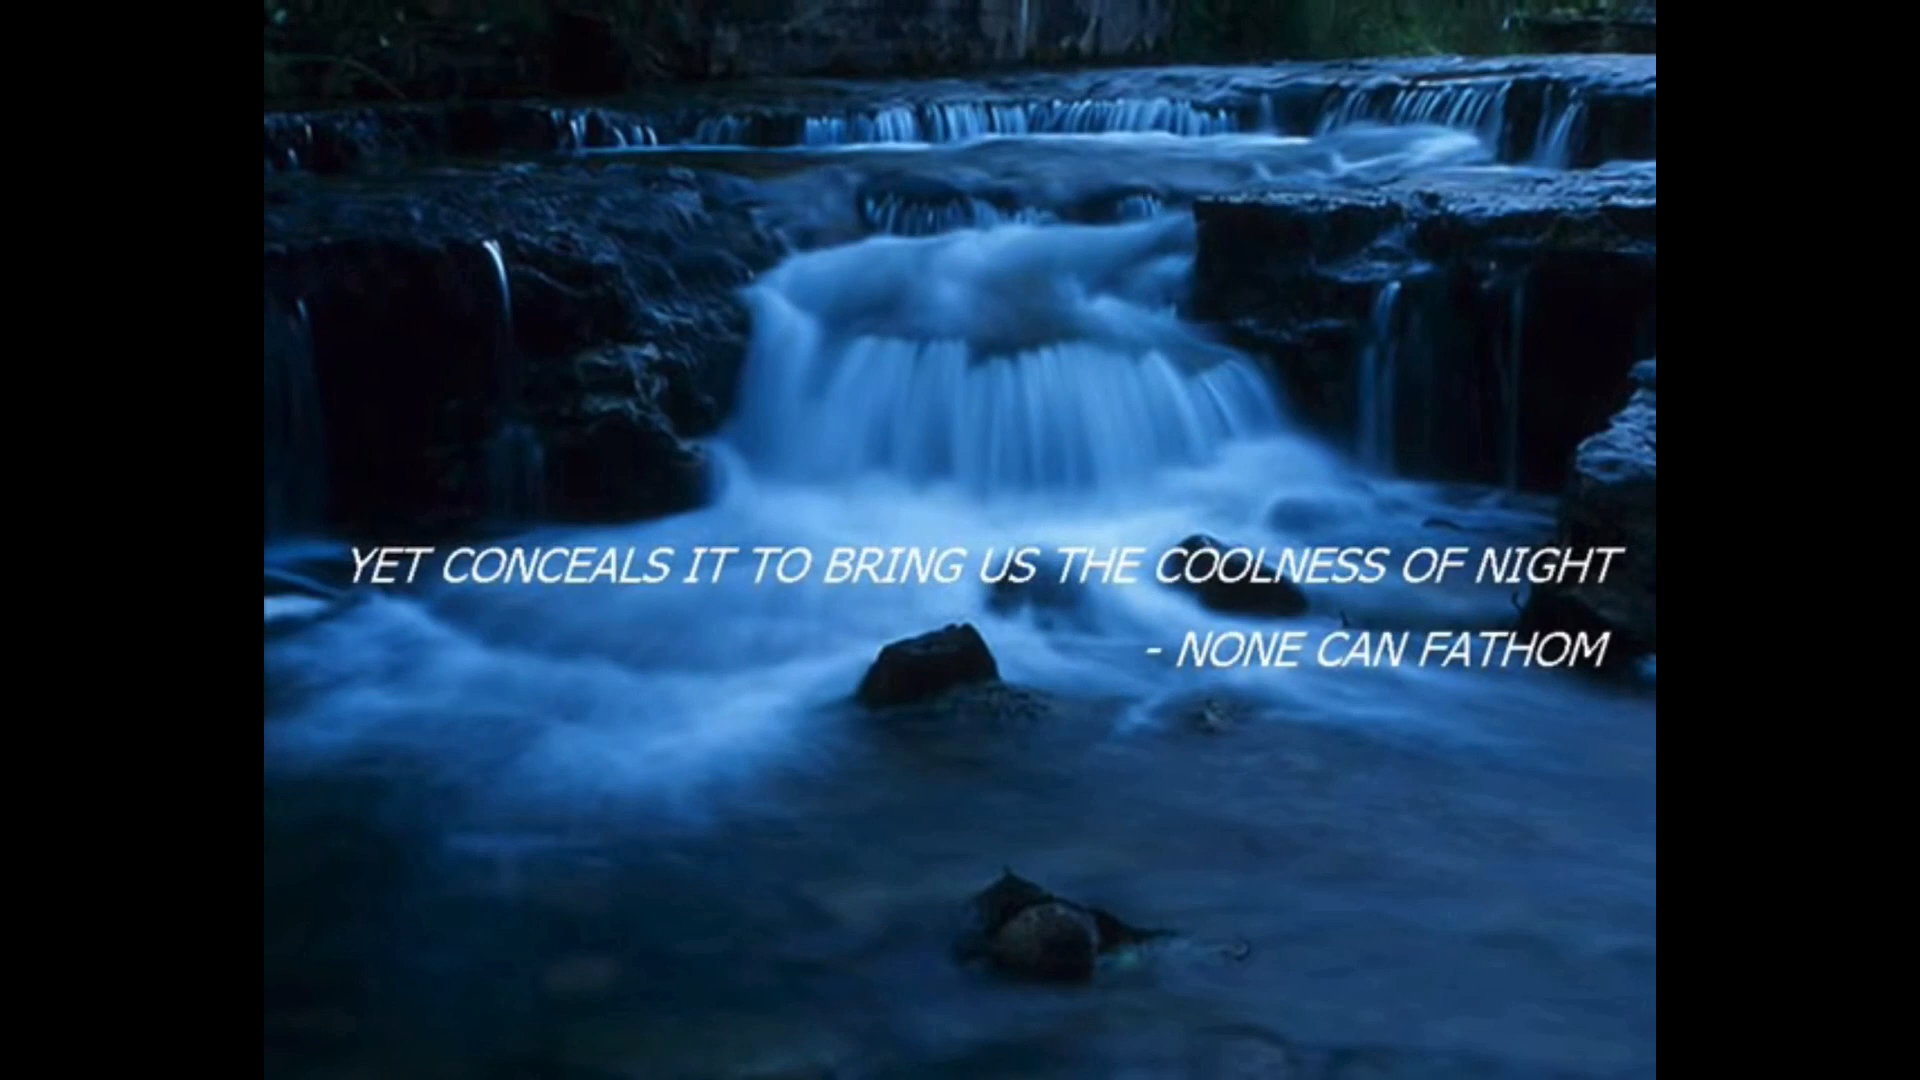 YET CONCEALS IT TO BRING US THE COOLNESS OF NIGHT
- NONE CAN FATHOM